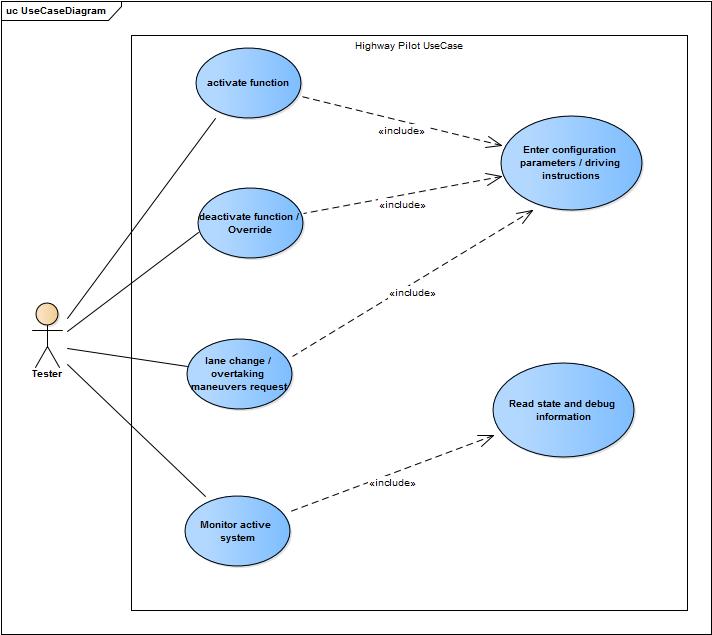 uc UseCaseDiagram
Highway Pilot UseCase
activate function
«include»
Enter configuration
parameters / driving
instructions
deactivate function /
Override
«include»
«include»
Tester
lane change /
overtaking
maneuvers request
Read state and debug
information
«include»
Monitor active
system